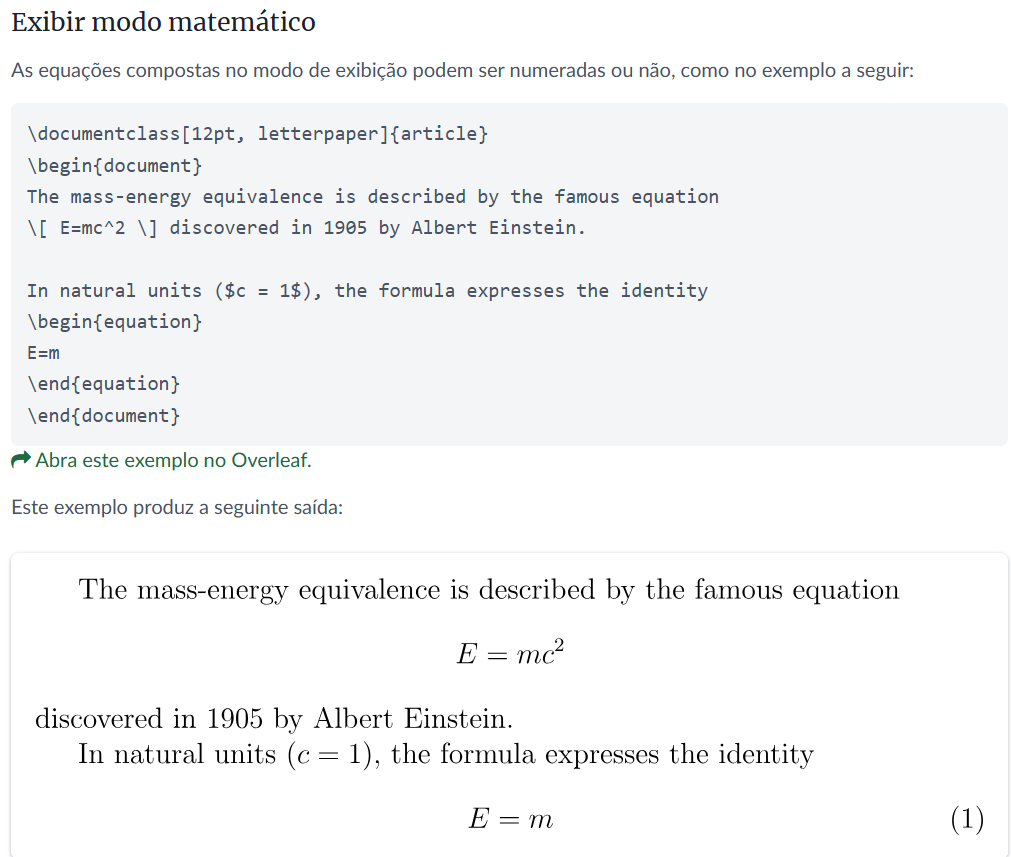 Exibir modo matemático
As equações compostas no modo de exibição podem ser numeradas ou não, como no exemplo a seguir:
\documentclass[12pt, letterpaper]{article}
\begin{document}
The mass-energy equivalence is described by the famous equation
\[ E=mc^2 \] discovered in 1905 by Albert Einstein.
In natural units ($c = 1$), the formula expresses the identity
\begin{equation}
E=m
\end{equation}
\end{document}
Abra este exemplo no Overleaf.
Este exemplo produz a seguinte saída:
The mass-energy equivalence is described by the famous equation
E = mc²
discovered in 1905 by Albert Einstein.
In natural units (c = 1), the formula expresses the identity
E = m (1)